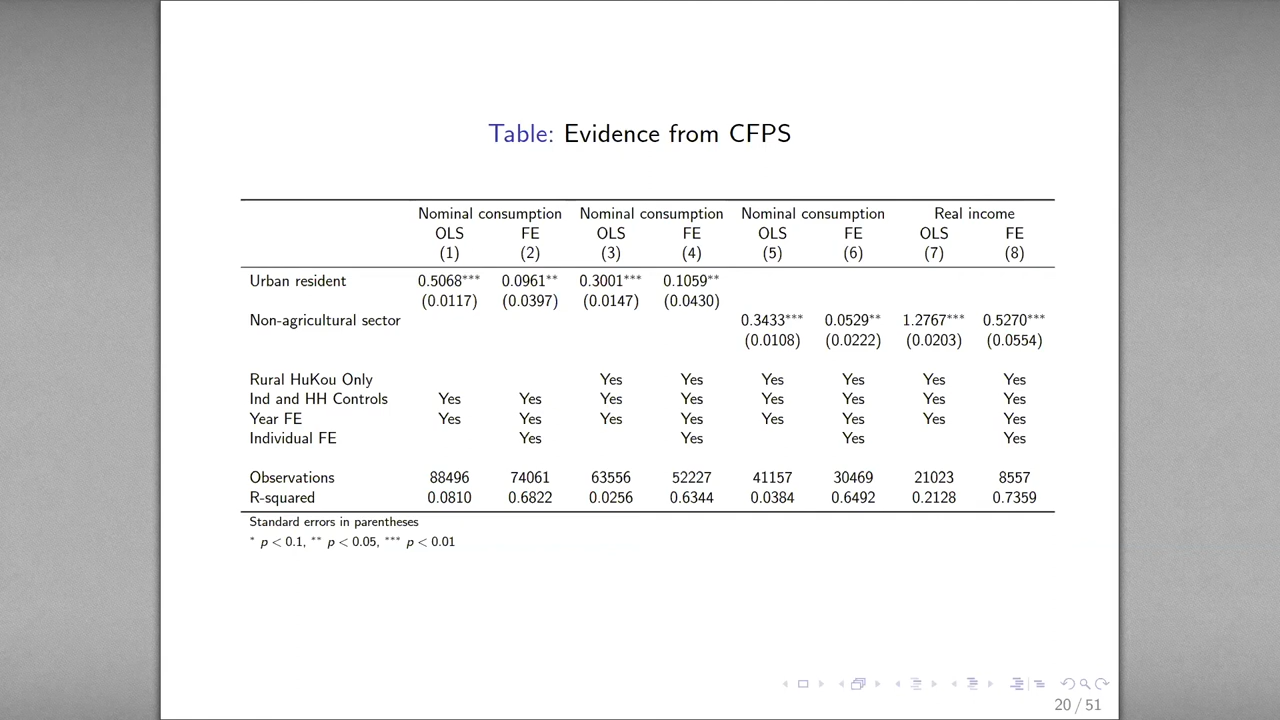 Table: Evidence from CFPS
Nominal consumption Nominal consumption Nominal consumption Real income
OLS FE OLS FE OLS FE OLS FE
(1) (2) (3) (4) (5) (6) (7) (8)
Urban resident 0.5068*** 0.0961** 0.3001*** 0.1059**
(0.0117) (0.0397) (0.0147) (0.0430)
Non-agricultural sector 0.3433*** 0.0529** 1.2767*** 0.5270***
(0.0108) (0.0222) (0.0203) (0.0554)
Rural HuKou Only Yes Yes Yes Yes Yes Yes
Ind and HH Controls Yes Yes Yes Yes Yes Yes Yes Yes
Year FE Yes Yes Yes Yes Yes Yes Yes Yes
Individual FE Yes Yes Yes Yes
Observations 88496 74061 63556 52227 41157 30469 21023 8557
R-squared 0.0810 0.6822 0.0256 0.6344 0.0384 0.6492 0.2128 0.7359
Standard errors in parentheses
* p < 0.1, ** p < 0.05, *** p < 0.01
20 / 51